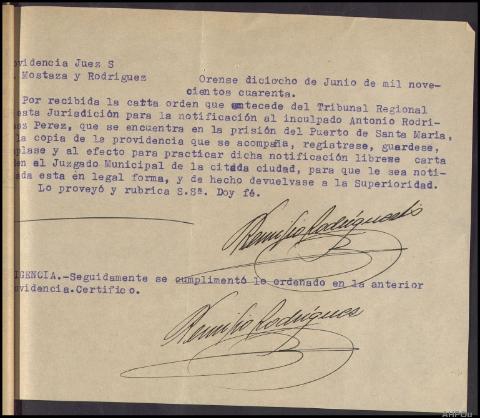 ovidencia Juez S
. Mostaza y Rodriguez Orense dieciocho de Junio de mil nove-
cientos cuarenta.
Por recibida la carta orden que antecede del Tribunal Regional
esta Jurisdición para la notificación al inculpado Antonio Rodri-
ez Perez, que se encuentra en la prisión del Puerto de Santa Maria,
la copia de la providencia que se acompaña, registrese, guardese,
plase y al efecto para practicar dicha notificación librese carta
en al Juzgado Municipal de la citada ciudad, para que le sea noti-
ada esta en legal forma, y de hecho devuelvase a la Superioridad.
Lo proveyó y rubrica S.Sª. Doy fé.
Remigio Rodríguez
IGENCIA.-Seguidamente se cumplimentó lo ordenado en la anterior
ovidencia.Certifico.
Remigio Rodríguez
AHPOu